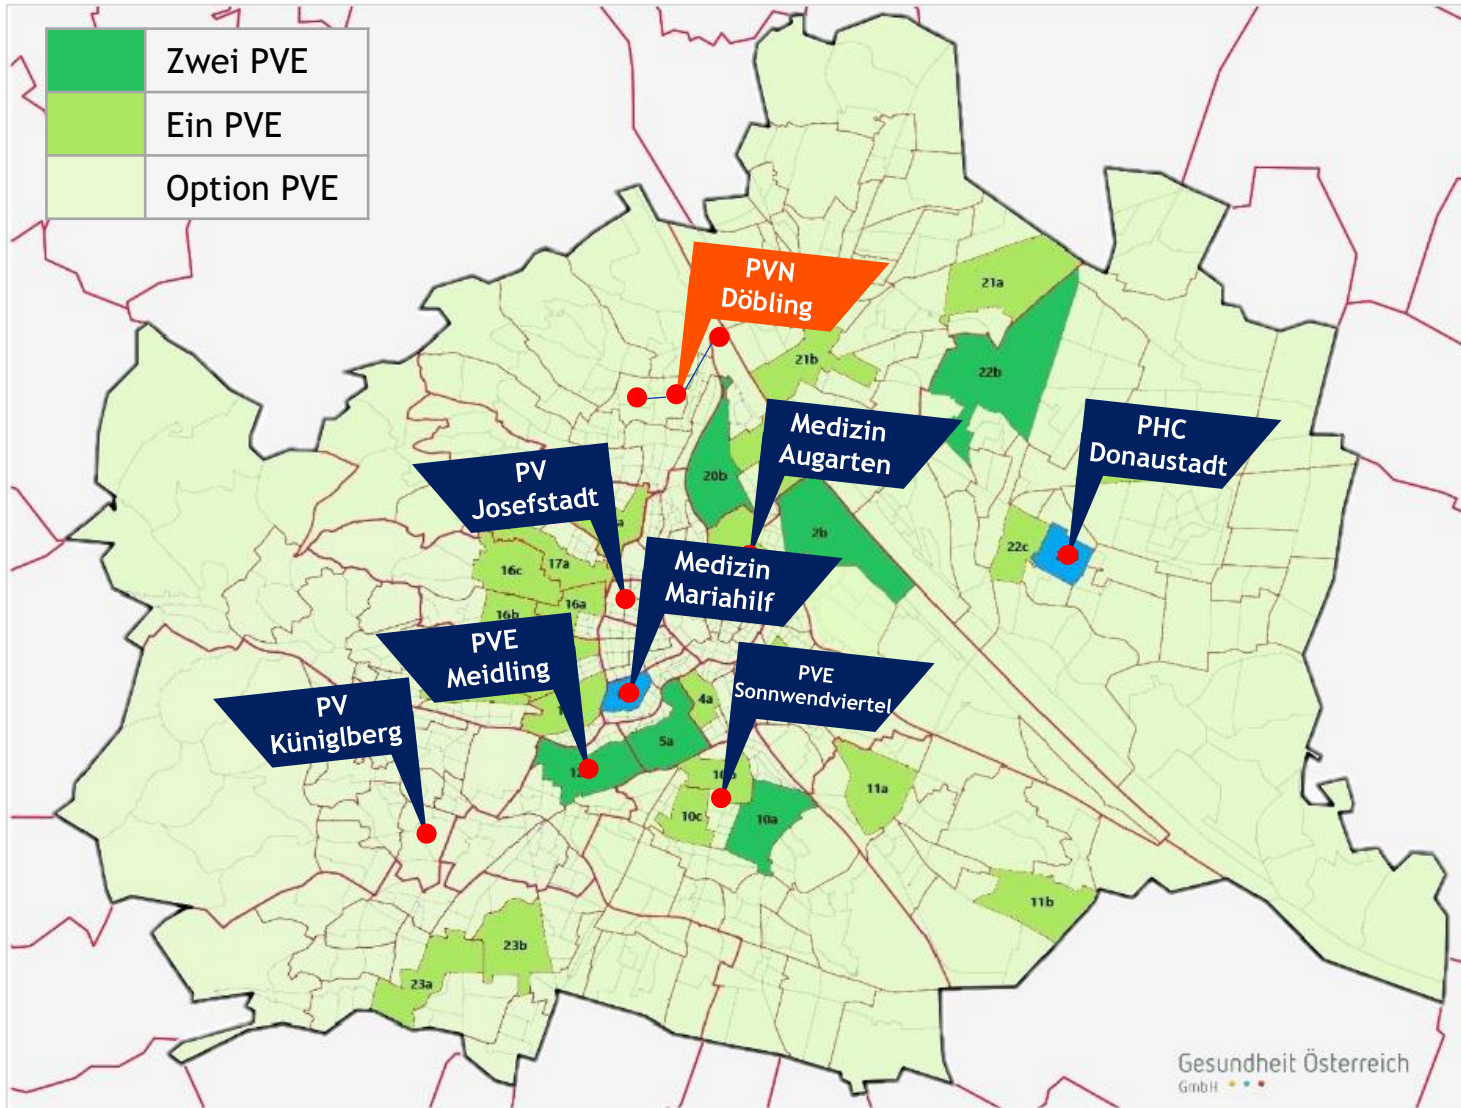 Zwei PVE
Ein PVE
Option PVE
PVN
Döbling
21a
21b
22b
Medizin
Augarten
PHC
Donaustadt
PV
Josefstadt
20b
2b
22c
a
17a
16c
16a
16b
Medizin
Mariahilf
PVE
Meidling
PVE
Sonnwendviertel
PV
Küniglberg
4a
5a
10c
10a
11a
11b
23b
23a
Gesundheit Österreich
GmbH